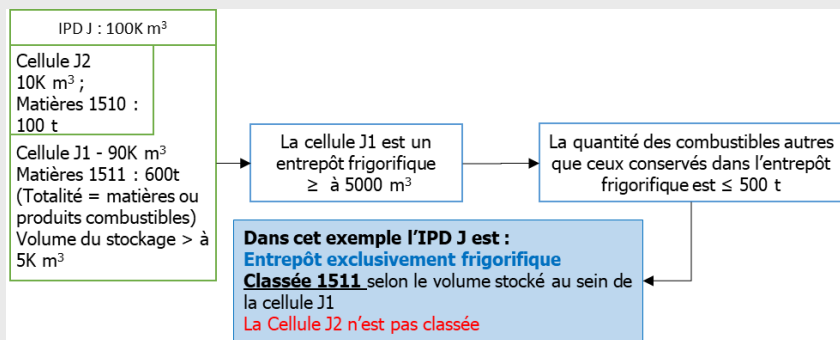 IPD J : 100K m³
Cellule J2
10K m³ ;
Matières 1510 :
100 t
Cellule J1 - 90K m³
Matières 1511 : 600t
(Totalité = matières ou
produits combustibles)
Volume du stockage > à
5K m³
La cellule J1 est un
entrepôt frigorifique
≥ à 5000 m³
La quantité des combustibles autres
que ceux conservés dans l’entrepôt
frigorifique est ≤ 500 t
Dans cet exemple l’IPD J est :
Entrepôt exclusivement frigorifique
Classée 1511 selon le volume stocké au sein de
la cellule J1
La Cellule J2 n’est pas classée